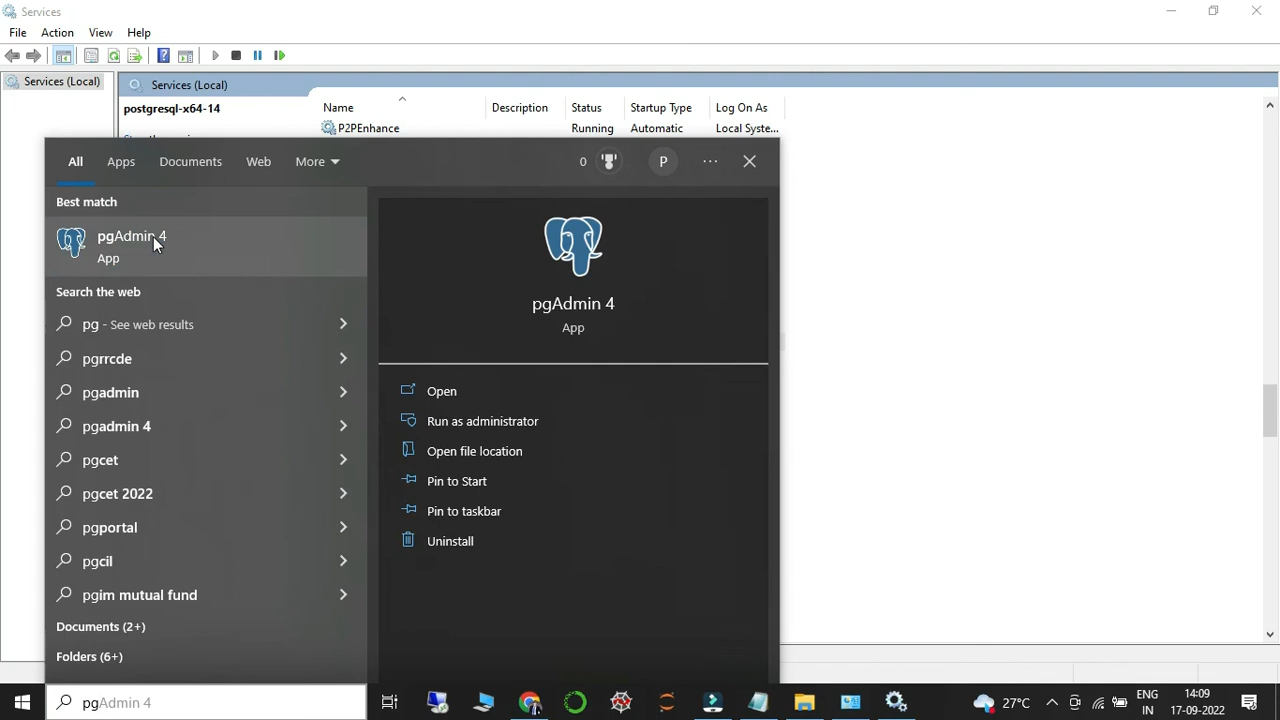 Services
File Action View Help
Services (Local)
Services (Local)
postgresql-x64-14
Name Description Status Startup Type Log On As
P2PEnhance Running Automatic Local Syste...
All Apps Documents Web More 0 P ...
Best match
pgAdmin 4
App
Search the web
pg - See web results
pgrrcde
pgadmin
pgadmin 4
pgcet
pgcet 2022
pgportal
pgcil
pgim mutual fund
Documents (2+)
Folders (6+)
pgAdmin 4
App
Open
Run as administrator
Open file location
Pin to Start
Pin to taskbar
Uninstall
pgAdmin 4
27°C
ENG
IN
14:09
17-09-2022